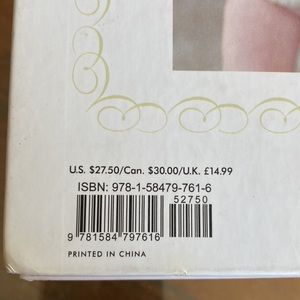 U.S. $27.50/Can. $30.00/U.K. £14.99
ISBN: 978-1-58479-761-6
52750
9 781584 797616
PRINTED IN CHINA